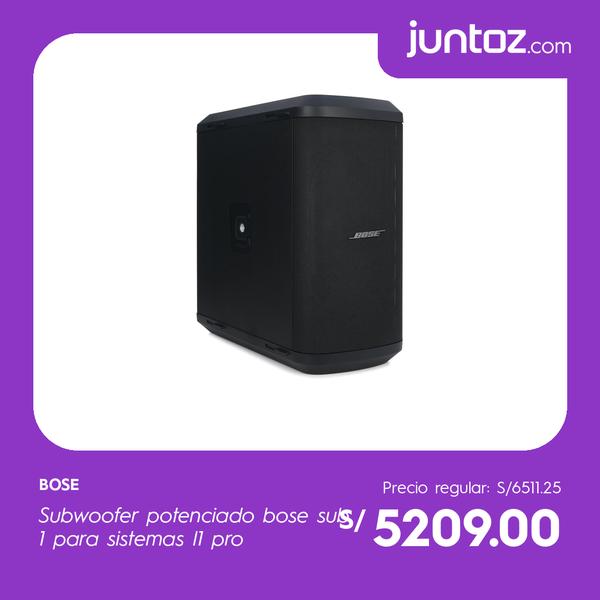 juntoz.com
BOSE
BOSE
Precio regular: S/6511.25
Subwoofer potenciado bose sub
1 para sistemas l1 pro
S/ 5209.00